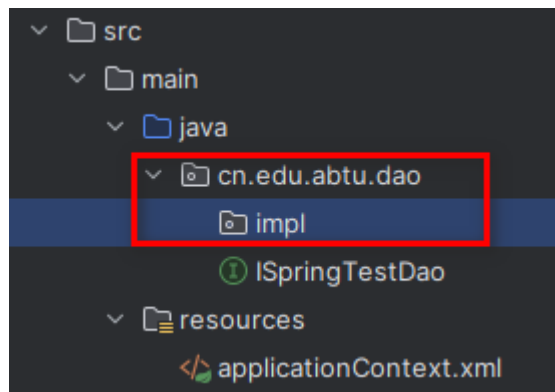 src
main
java
cn.edu.abtu.dao
impl
ISpringTestDao
resources
applicationContext.xml